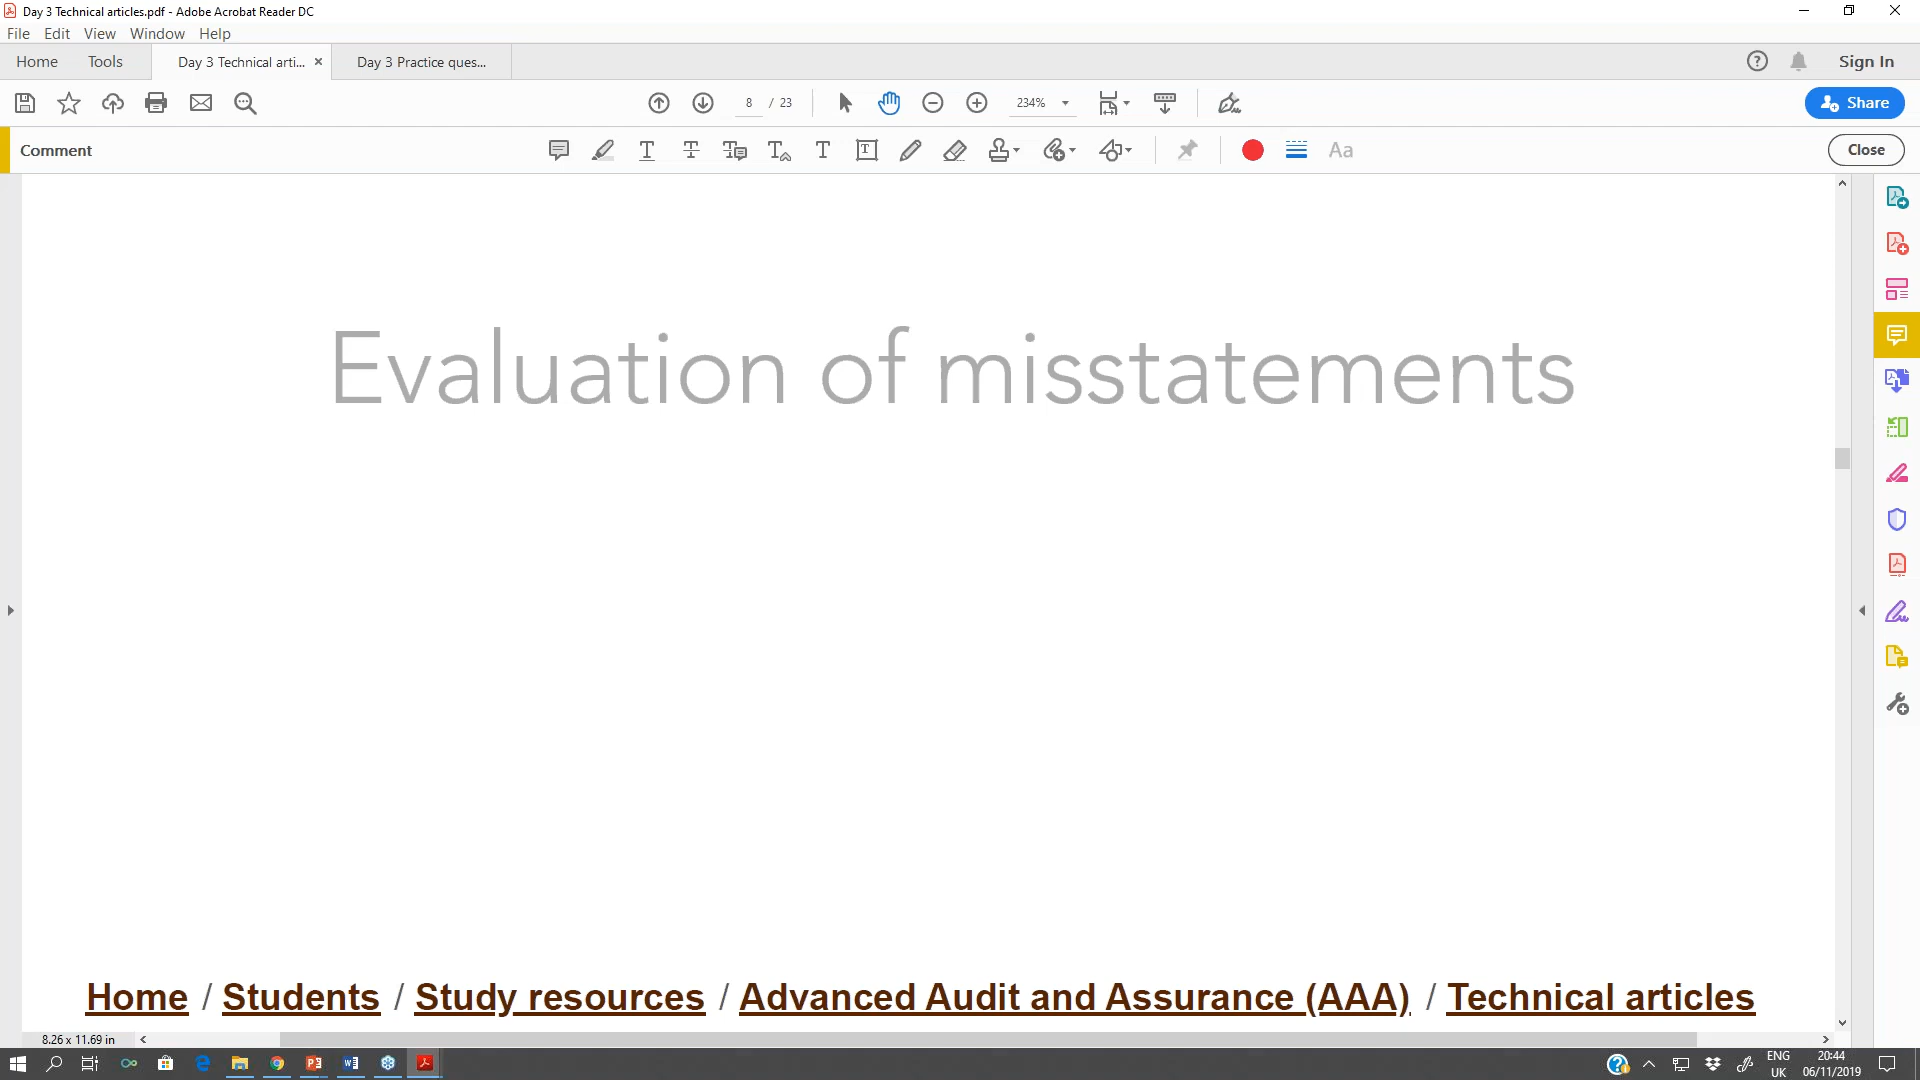 Day 3 Technical articles.pdf - Adobe Acrobat Reader DC
File Edit View Window Help
Home Tools Day 3 Technical arti... × Day 3 Practice ques... Sign In
8 / 23 234% Share
Comment Aa Close
Evaluation of misstatements
Home / Students / Study resources / Advanced Audit and Assurance (AAA) / Technical articles
8.26 x 11.69 in
ENG 20:44
UK 06/11/2019